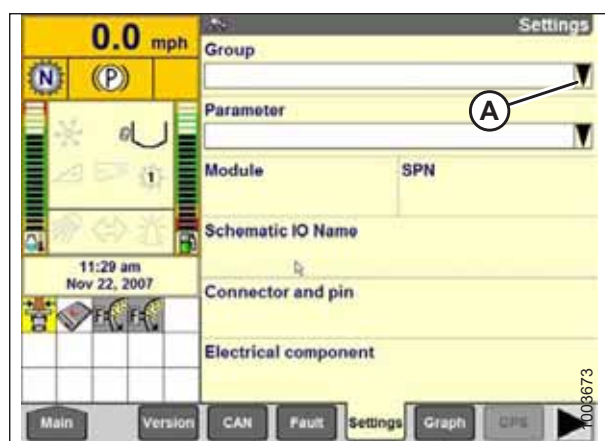 0.0 mph
Settings
Group
N
(P)
A
Parameter
1
Module
SPN
Schematic IO Name
11:29 am
Nov 22, 2007
Connector and pin
Electrical component
1003673
Main
Version
CAN
Fault
Settings
Graph
GPS